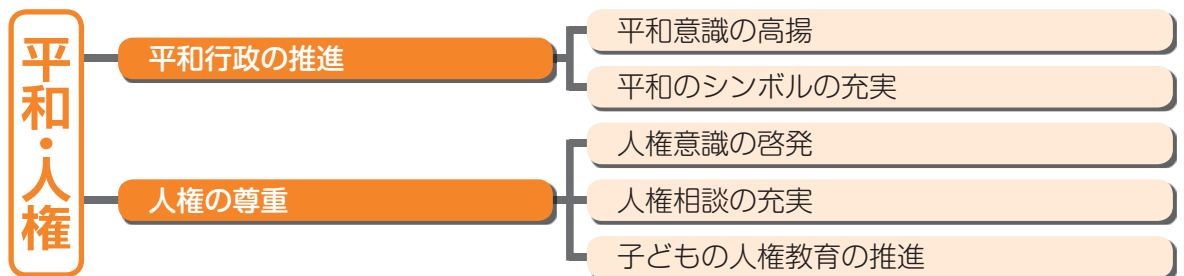 平和・人権
平和行政の推進
平和意識の高揚
平和のシンボルの充実
人権の尊重
人権意識の啓発
人権相談の充実
子どもの人権教育の推進